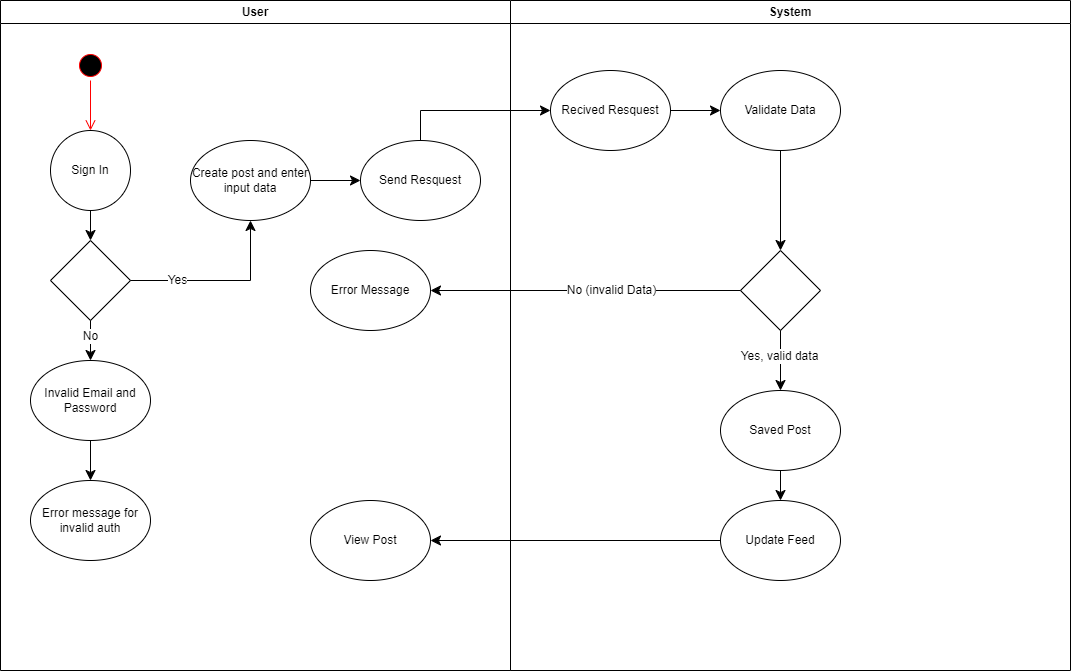 User
System
Recived Resquest
Validate Data
Sign In
Create post and enter
input data
Send Resquest
Yes
Error Message
No (invalid Data)
No
Yes, valid data
Invalid Email and
Password
Saved Post
Error message for
invalid auth
View Post
Update Feed